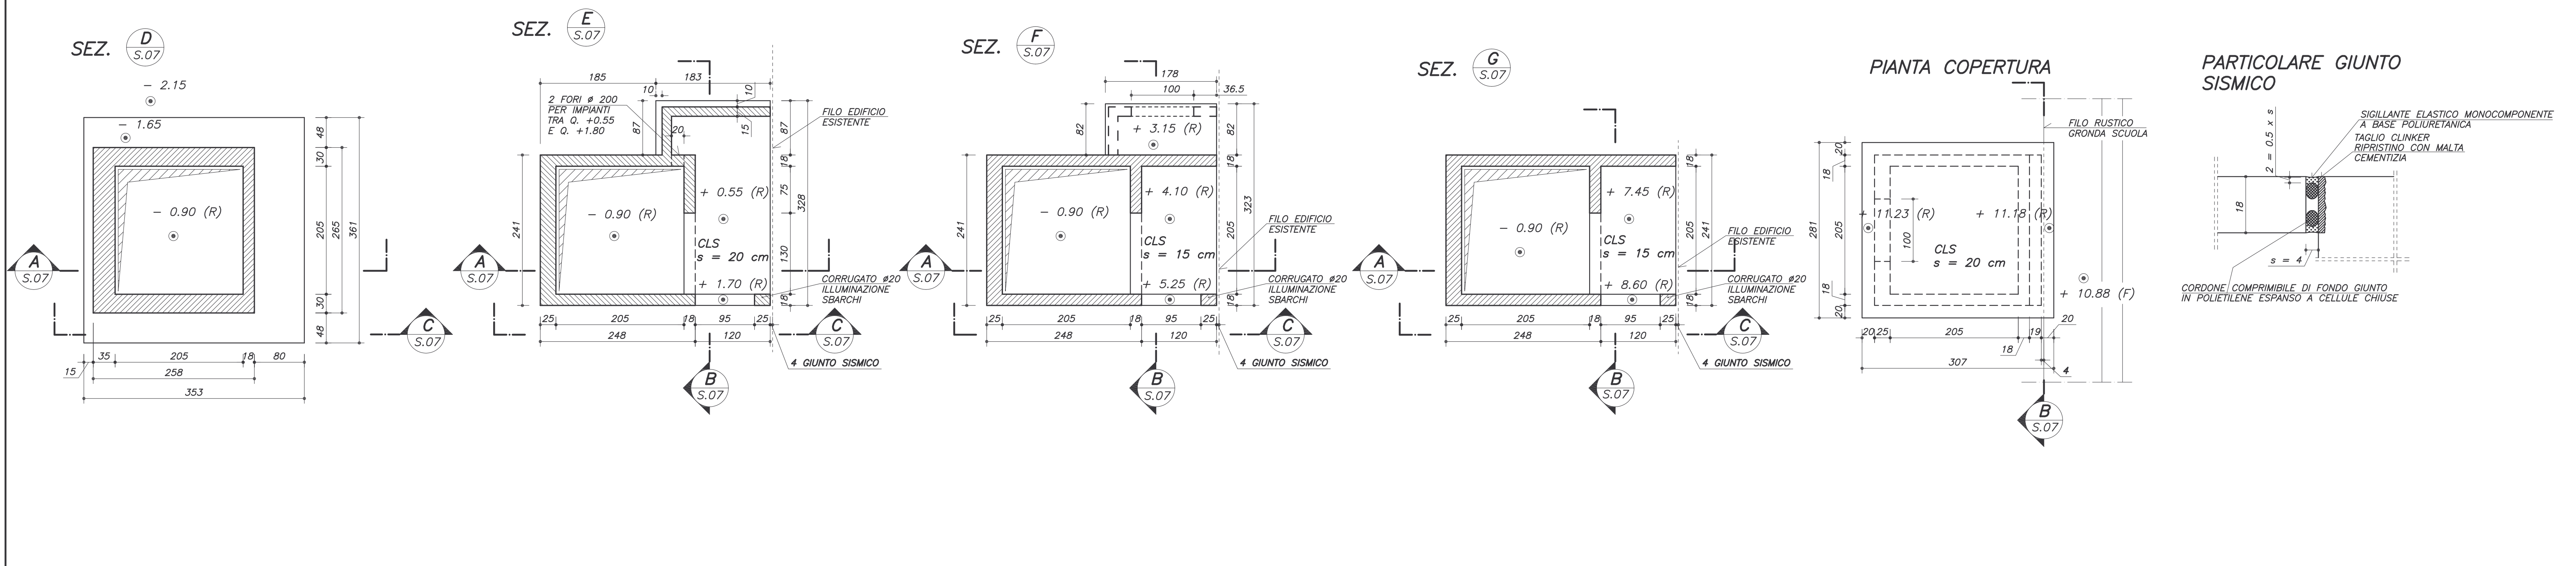 SEZ.
D
S.07
- 2.15
- 1.65
- 0.90 (R)
48
30
205
30
48
265
361
A
S.07
C
S.07
35
205
18
80
15
258
353
SEZ.
E
S.07
185
183
10
10
2 FORI ø 200
PER IMPIANTI
TRA Q. +0.55
E Q. +1.80
87
20
15
87
18
75
130
18
328
241
FILO EDIFICIO
ESISTENTE
+ 0.55 (R)
- 0.90 (R)
CLS
s = 20 cm
+ 1.70 (R)
CORRUGATO ø20
ILLUMINAZIONE
SBARCHI
A
S.07
25
205
18
95
25
248
120
C
S.07
4 GIUNTO SISMICO
B
S.07
SEZ.
F
S.07
178
100
36.5
82
+ 3.15 (R)
82
18
205
18
323
241
+ 4.10 (R)
- 0.90 (R)
FILO EDIFICIO
ESISTENTE
CLS
s = 15 cm
+ 5.25 (R)
CORRUGATO ø20
ILLUMINAZIONE
SBARCHI
A
S.07
25
205
18
95
25
248
120
C
S.07
4 GIUNTO SISMICO
B
S.07
SEZ.
G
S.07
18
205
18
241
+ 7.45 (R)
- 0.90 (R)
FILO EDIFICIO
ESISTENTE
CLS
s = 15 cm
+ 8.60 (R)
CORRUGATO ø20
ILLUMINAZIONE
SBARCHI
A
S.07
25
205
18
95
25
248
120
C
S.07
4 GIUNTO SISMICO
B
S.07
PIANTA COPERTURA
FILO RUSTICO
GRONDA SCUOLA
20
18
205
18
20
281
+ 11.23 (R)
+ 11.18 (R)
100
CLS
s = 20 cm
+ 10.88 (F)
20
25
205
19
20
18
307
4
B
S.07
PARTICOLARE GIUNTO
SISMICO
2 = 0.5 x s
SIGILLANTE ELASTICO MONOCOMPONENTE
A BASE POLIURETANICA
TAGLIO CLINKER
RIPRISTINO CON MALTA
CEMENTIZIA
18
s = 4
CORDONE COMPRIMIBILE DI FONDO GIUNTO
IN POLIETILENE ESPANSO A CELLULE CHIUSE